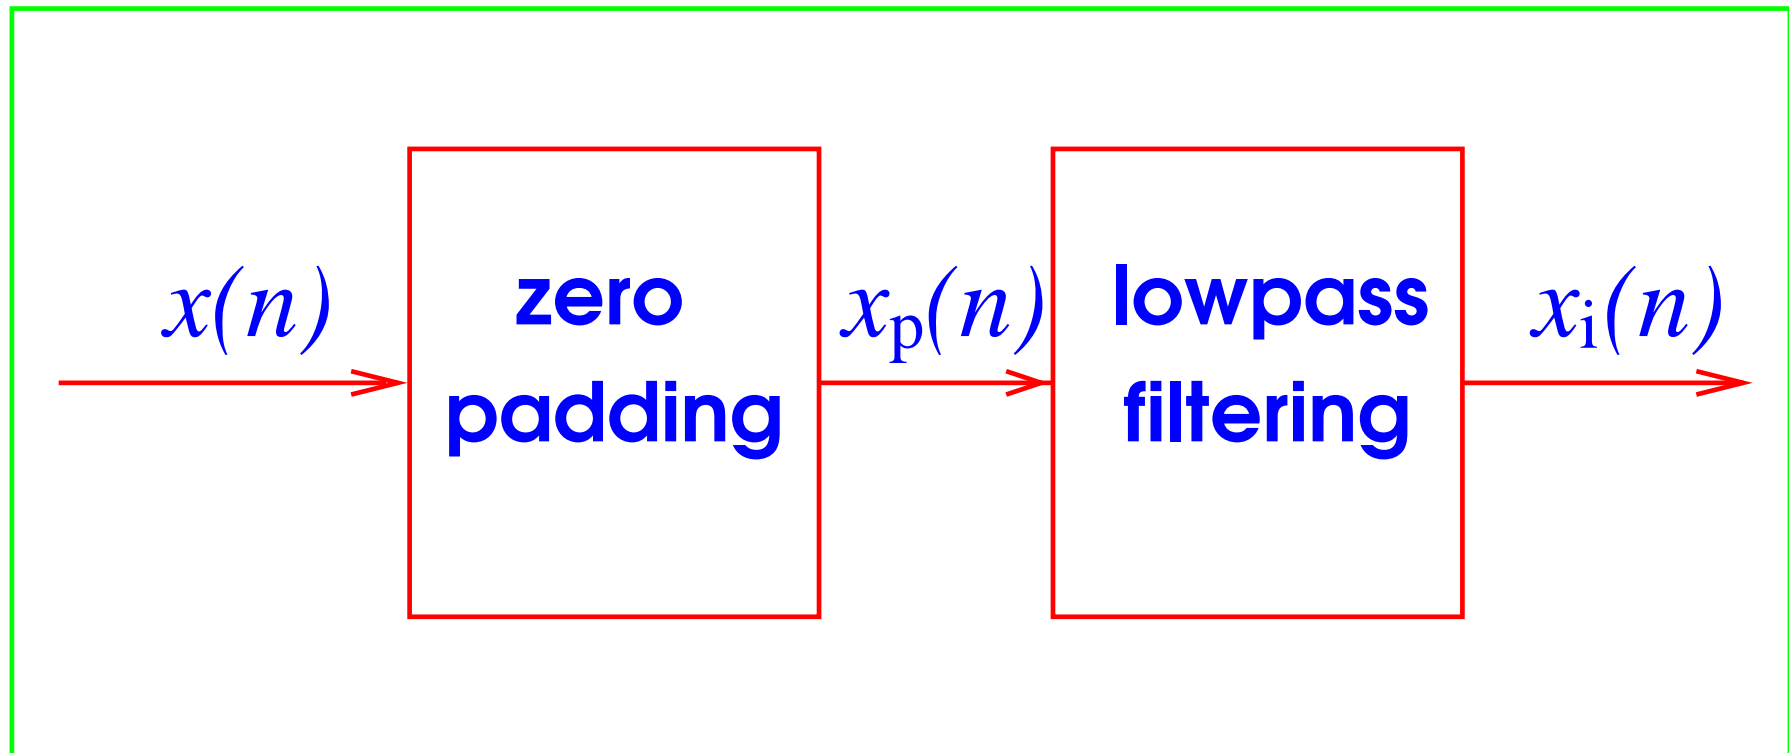 x(n)
zero
padding
xp(n)
lowpass
filtering
xi(n)